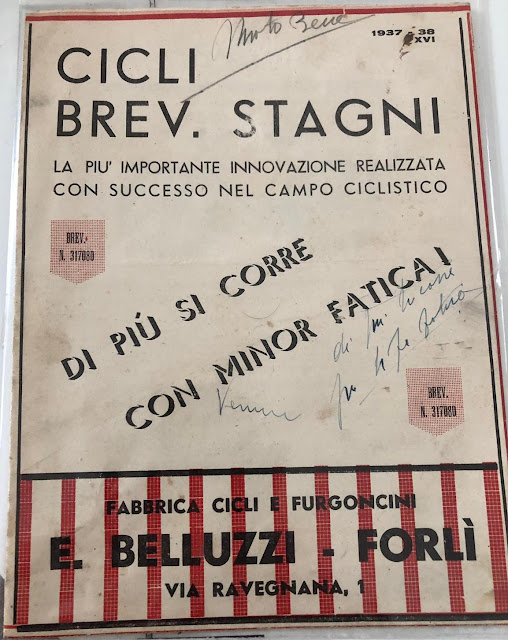 Molto Bene
1937 - 38
XVI
CICLI
BREV. STAGNI
LA PIU' IMPORTANTE INNOVAZIONE REALIZZATA
CON SUCCESSO NEL CAMPO CICLISTICO
BREV.
N. 317080
DI PIÚ SI CORRE
CON MINOR FATICA!
BREV.
N. 317080
FABBRICA CICLI E FURGONCINI
E. BELLUZZI - FORLÌ
VIA RAVEGNANA, 1